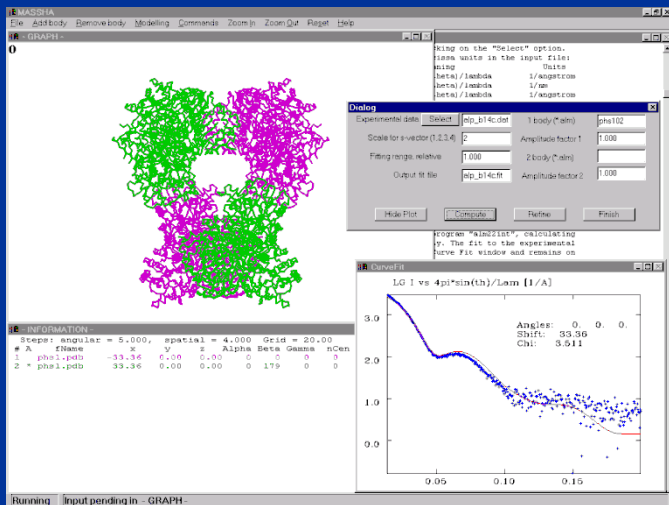 MASSHA
File Add body Remove body Modelling Commands Zoom In Zoom Out Reset Help
- GRAPH -
0
king on the "Select" option.
units in the input file:
Units
heta)/lambda 1/angstrom
heta)/lambda 1/nm
heta)/lambda 1/angstrom
Dialog
Experimental data Select alp_b14c.dat 1 body (*.alm) phs102
Scale for s-vector (1,2,3,4) 2 Amplitude factor 1 1.000
Fitting range, relative 1.000 2 body (*.alm)
Output fit file alp_b14c.fit Amplitude factor 2 1.000
Hide Plot Compute Refine Finish
rogram "alm22int", calculating
y. The fit to the experimental
urve Fit window and remains on
CurveFit
LG I vs 4pi*sin(th)/Lam [1/A]
Angles: 0. 0. 0.
Shift: 33.36
Chi: 3.511
3.0
2.0
1.0
0.0
0.05 0.10 0.15
- INFORMATION -
Steps: angular = 5.000, spatial = 4.000 Grid = 20.00
# A fName x y z Alpha Beta Gamma nCen
1 phs1.pdb -33.36 0.00 0.00 0 0 0 0
2 * phs1.pdb 33.36 0.00 0.00 0 179 0 0
Running Input pending in - GRAPH -